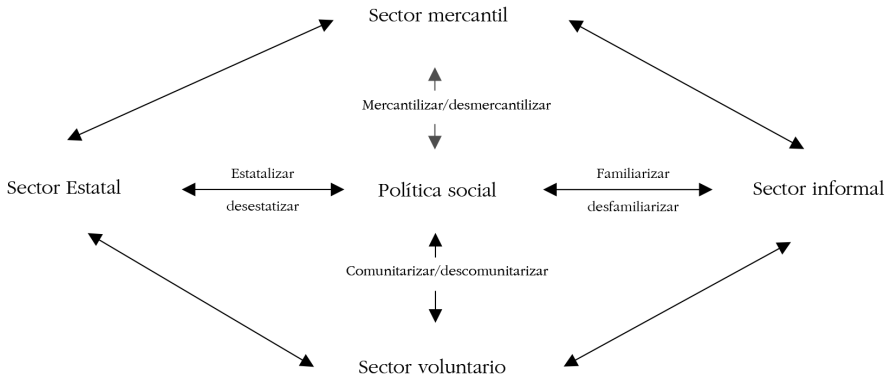 Sector mercantil
Mercantilizar/desmercantilizar
Estatalizar
Familiarizar
Sector Estatal
Política social
Sector informal
desestatizar
desfamiliarizar
Comunitarizar/descomunitarizar
Sector voluntario